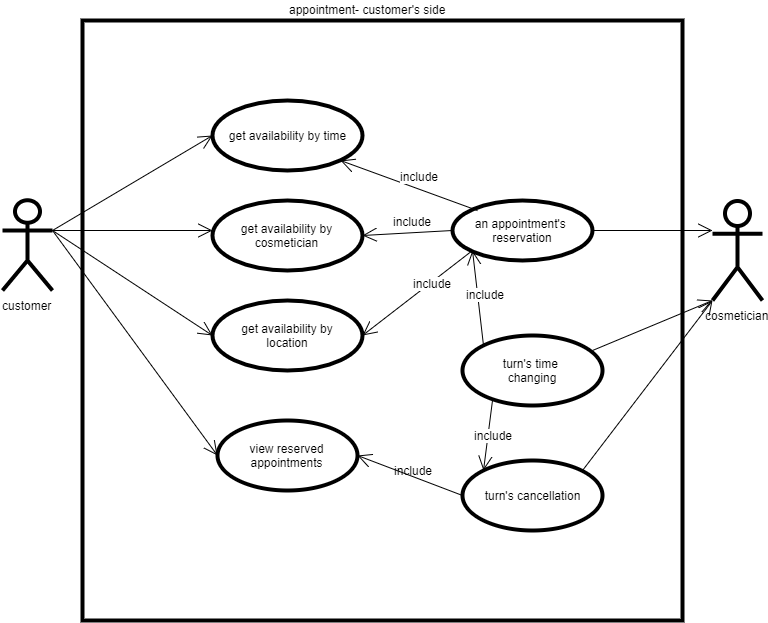 appointment- customer's side
get availability by time
include
an appointment's
reservation
include
get availability by
cosmetician
include
include
customer
cosmetician
get availability by
location
turn's time
changing
include
view reserved
appointments
include
turn's cancellation